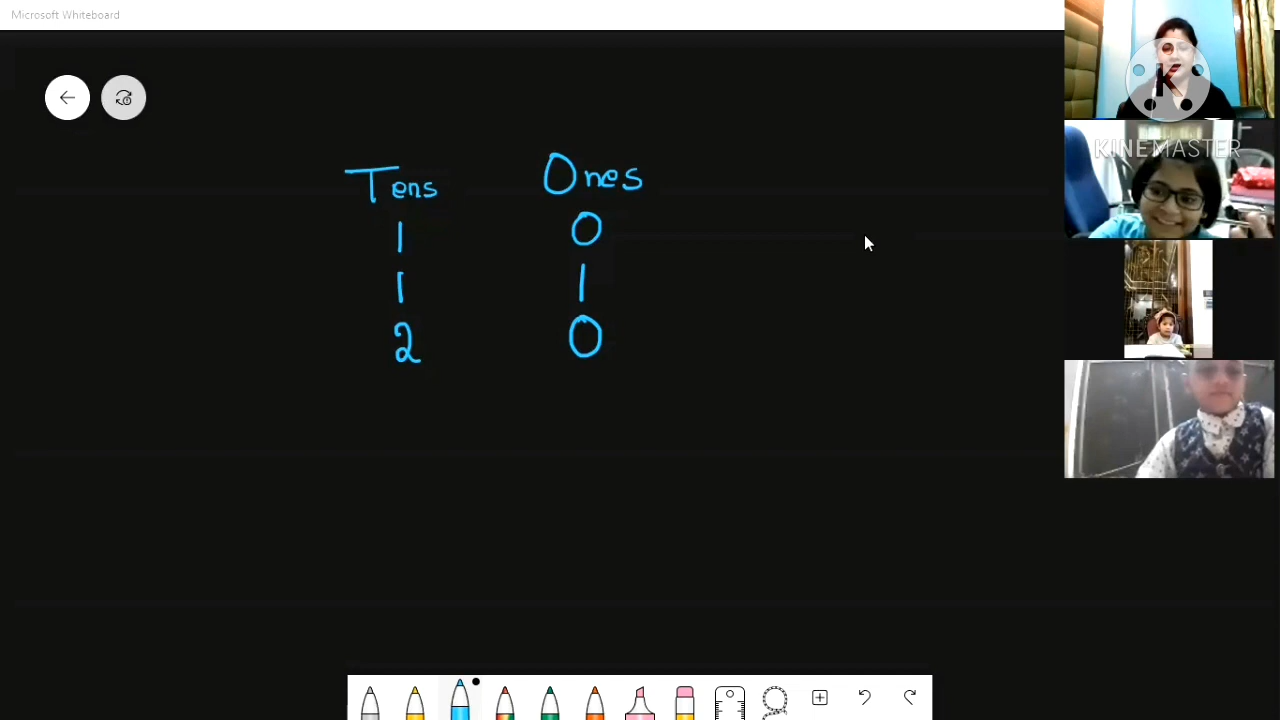 Microsoft Whiteboard
KINEMASTER
Tens Ones
1 0
1 1
2 0